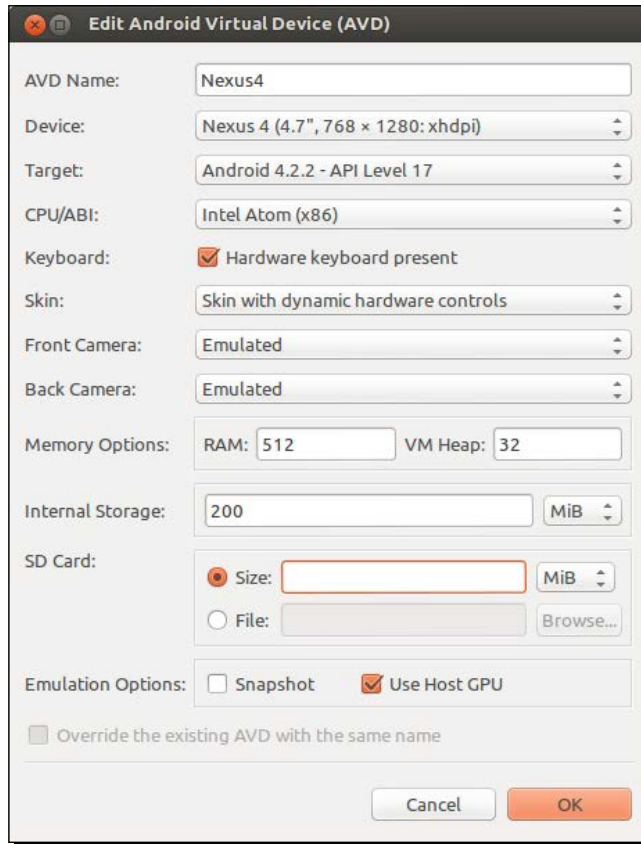 Edit Android Virtual Device (AVD)
AVD Name: Nexus4
Device: Nexus 4 (4.7", 768 × 1280: xhdpi)
Target: Android 4.2.2 - API Level 17
CPU/ABI: Intel Atom (x86)
Keyboard: Hardware keyboard present
Skin: Skin with dynamic hardware controls
Front Camera: Emulated
Back Camera: Emulated
Memory Options: RAM: 512 VM Heap: 32
Internal Storage: 200 MiB
SD Card:
Size: MiB
File: Browse...
Emulation Options: Snapshot Use Host GPU
Override the existing AVD with the same name
Cancel OK